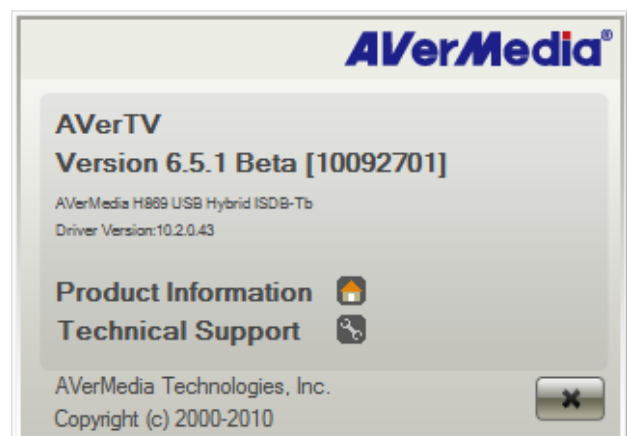 AVerMedia®
AVerTV
Version 6.5.1 Beta [10092701]
AVerMedia H869 USB Hybrid ISDB-Tb
Driver Version:10.2.0.43
Product Information
Technical Support
AVerMedia Technologies, Inc.
Copyright (c) 2000-2010